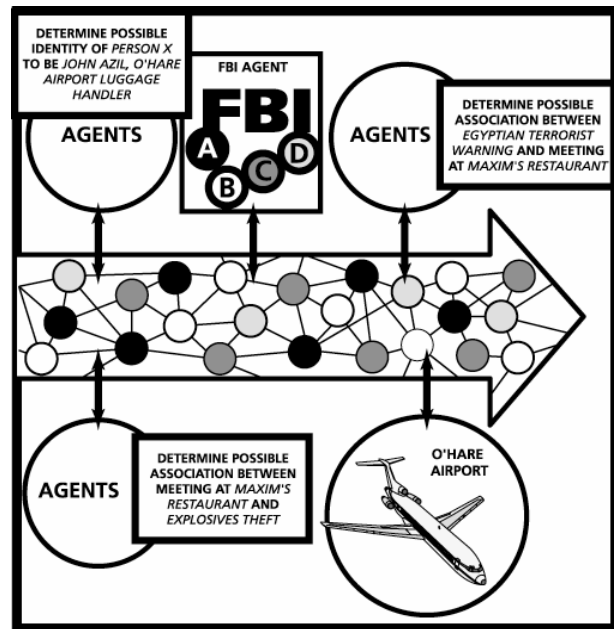 DETERMINE POSSIBLE
IDENTITY OF PERSON X
TO BE JOHN AZIL, O'HARE
AIRPORT LUGGAGE
HANDLER
AGENTS
FBI AGENT
FBI
A
B
C
D
AGENTS
DETERMINE POSSIBLE
ASSOCIATION BETWEEN
EGYPTIAN TERRORIST
WARNING AND MEETING
AT MAXIM'S RESTAURANT
AGENTS
DETERMINE POSSIBLE
ASSOCIATION BETWEEN
MEETING AT MAXIM'S
RESTAURANT AND
EXPLOSIVES THEFT
O'HARE
AIRPORT